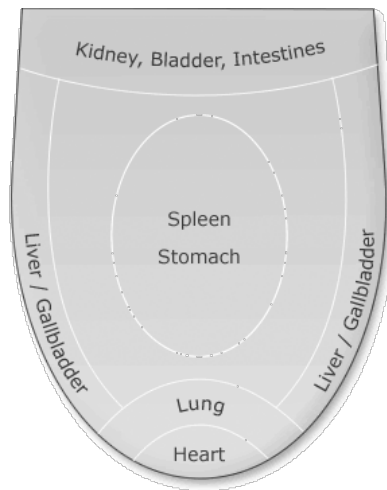 Kidney, Bladder, Intestines
Spleen
Stomach
Liver / Gallbladder
Liver / Gallbladder
Lung
Heart